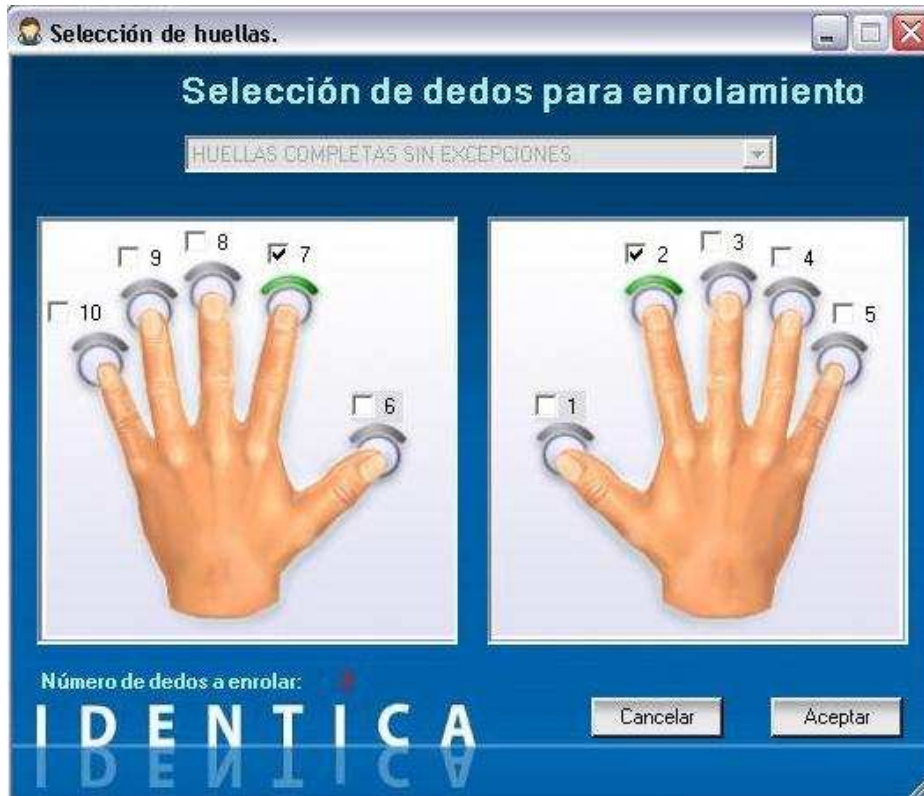 Selección de huellas.
Selección de dedos para enrolamiento
HUELLAS COMPLETAS SIN EXCEPCIONES
10 9 8 7
6
2 3 4 5
1
Número de dedos a enrolar:
IDENTICA
Cancelar Aceptar